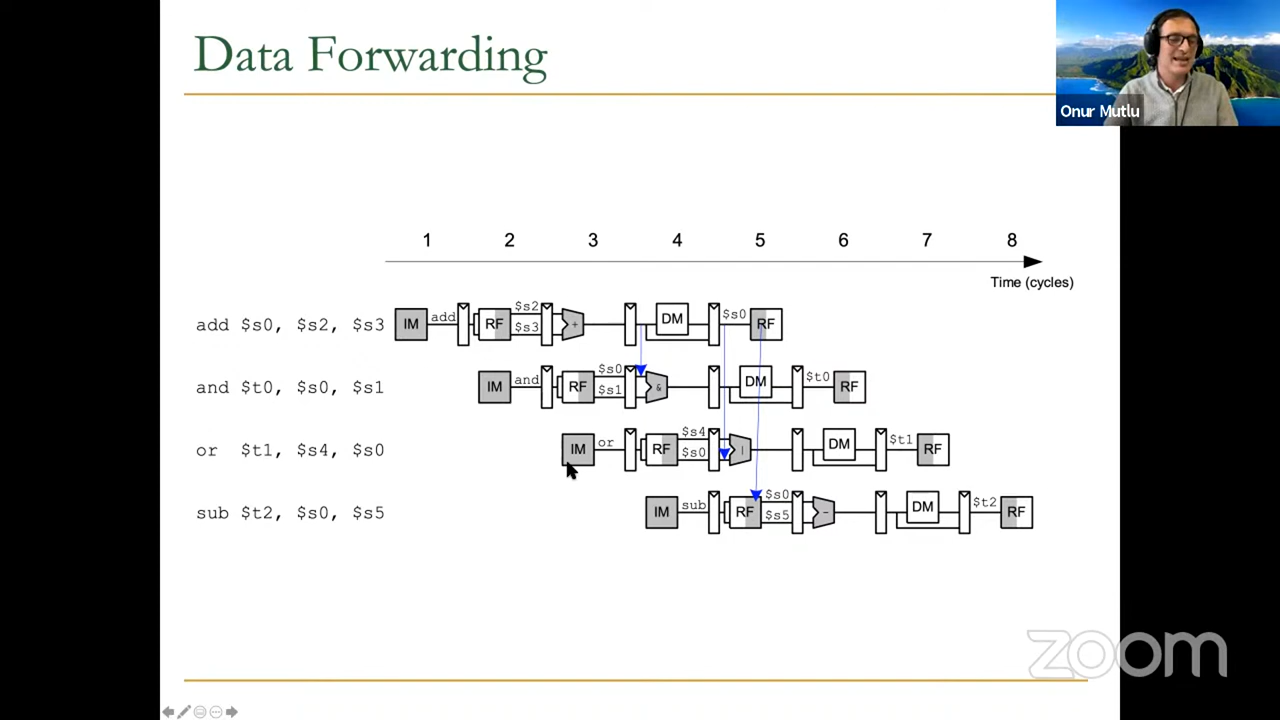 Data Forwarding
Onur Mutlu
1 2 3 4 5 6 7 8
Time (cycles)
add $s0, $s2, $s3 IM add RF $s2 $s3 + DM $s0 RF
and $t0, $s0, $s1 IM and RF $s0 $s1 & DM $t0 RF
or $t1, $s4, $s0 IM or RF $s4 $s0 | DM $t1 RF
sub $t2, $s0, $s5 IM sub RF $s0 $s5 - DM $t2 RF
zoom